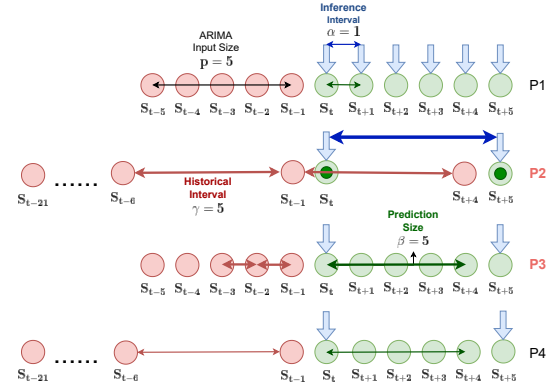 Inference
Interval
α = 1
ARIMA
Input Size
p = 5
P1
S_{t-5} S_{t-4} S_{t-3} S_{t-2} S_{t-1} S_t S_{t+1} S_{t+2} S_{t+3} S_{t+4} S_{t+5}
P2
......
S_{t-21} S_{t-6} S_{t-1} S_t S_{t+4} S_{t+5}
Historical
Interval
γ = 5
Prediction
Size
β = 5
P3
S_{t-5} S_{t-4} S_{t-3} S_{t-2} S_{t-1} S_t S_{t+1} S_{t+2} S_{t+3} S_{t+4} S_{t+5}
P4
......
S_{t-21} S_{t-6} S_{t-1} S_t S_{t+1} S_{t+2} S_{t+3} S_{t+4} S_{t+5}